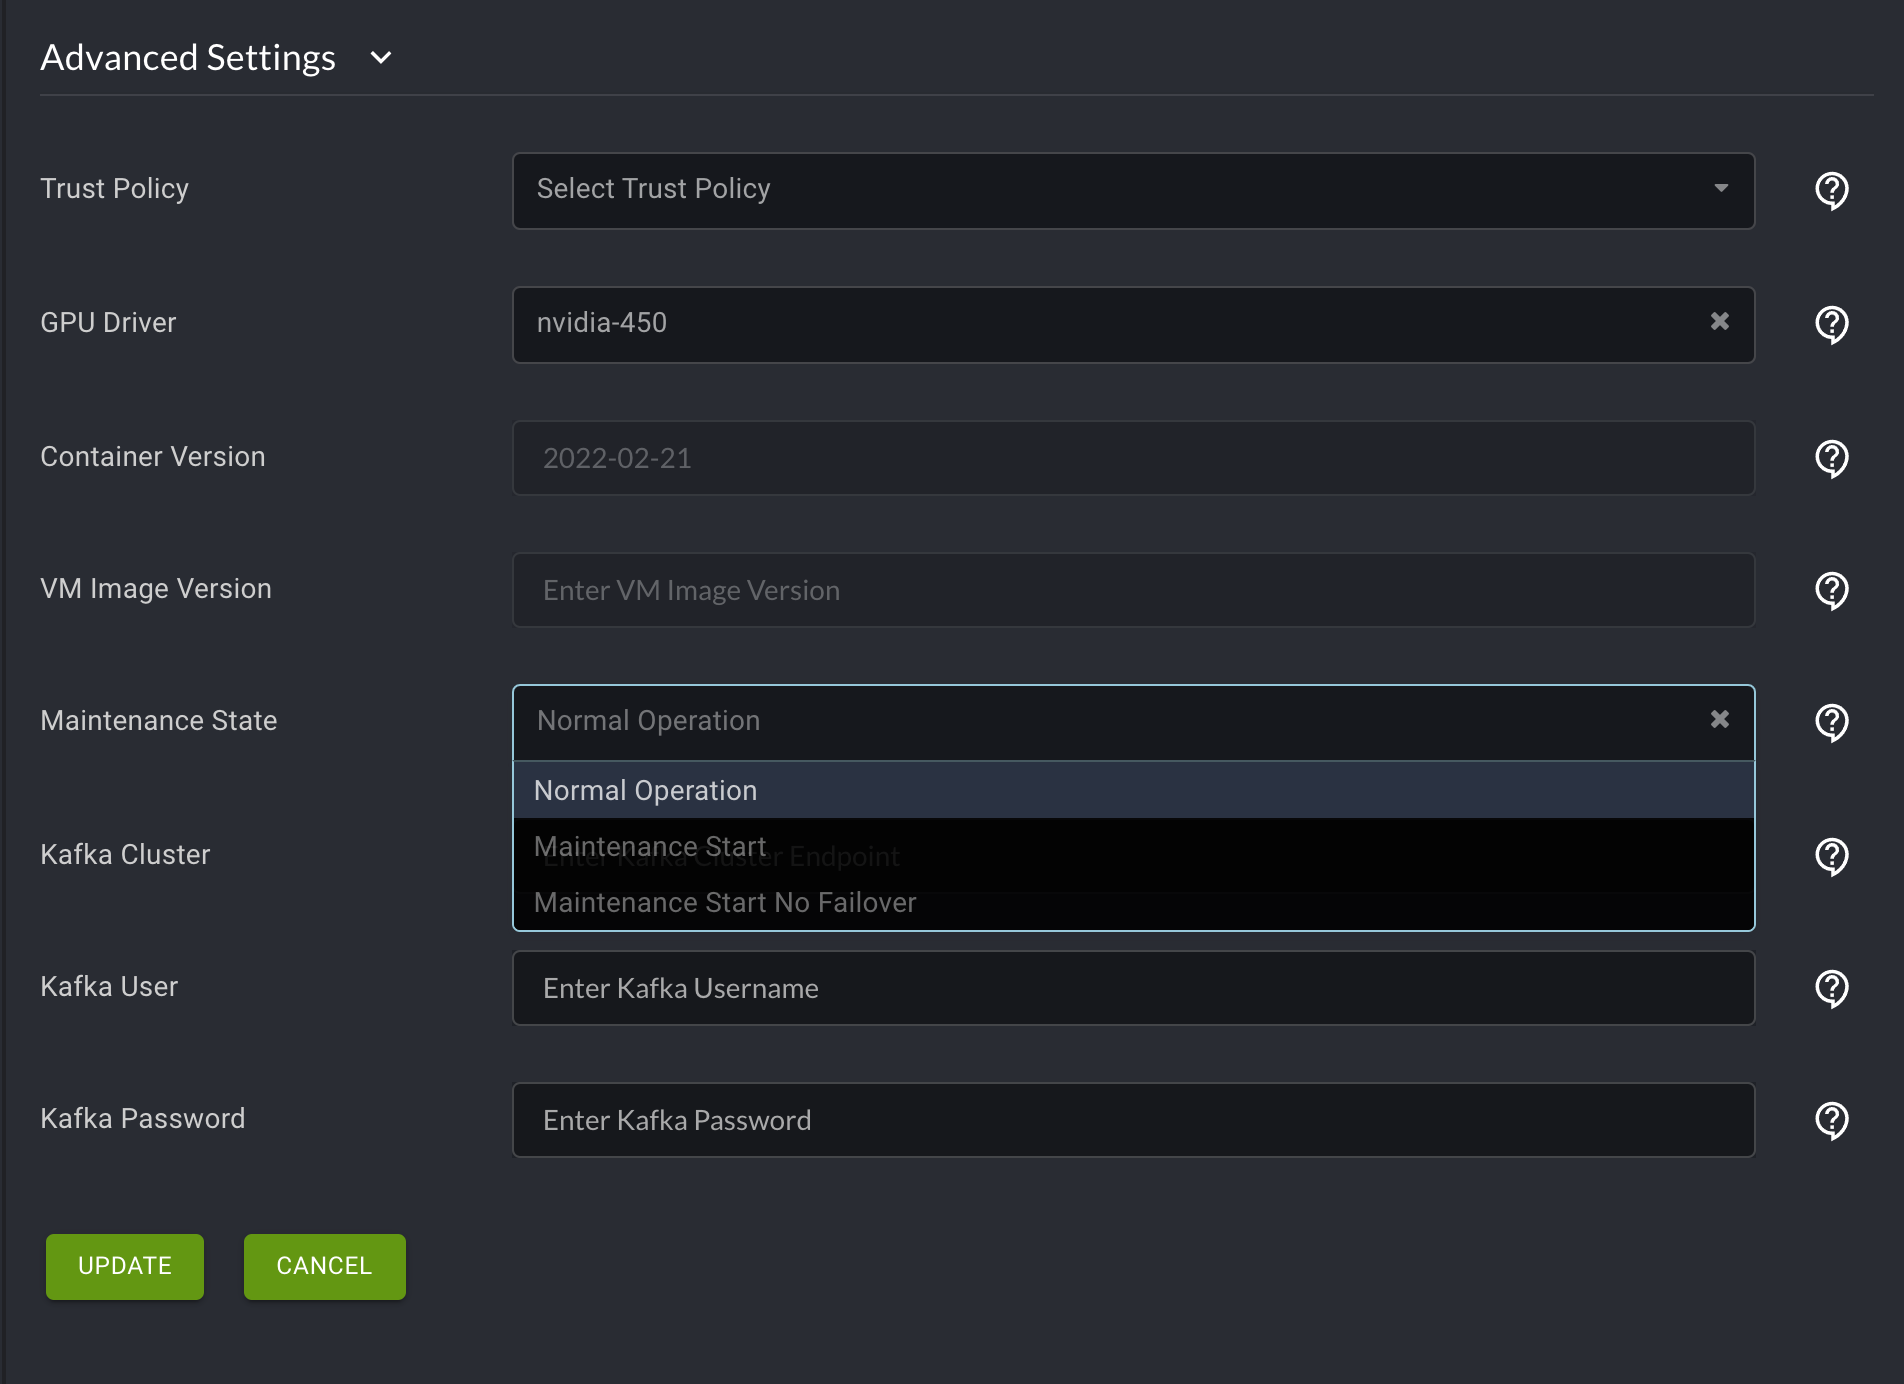 Advanced Settings
Trust Policy
Select Trust Policy
GPU Driver
nvidia-450
Container Version
2022-02-21
VM Image Version
Enter VM Image Version
Maintenance State
Normal Operation
Normal Operation
Maintenance Start
Kafka Cluster
Enter Kafka Cluster Endpoint
Maintenance Start No Failover
Kafka User
Enter Kafka Username
Kafka Password
Enter Kafka Password
UPDATE
CANCEL